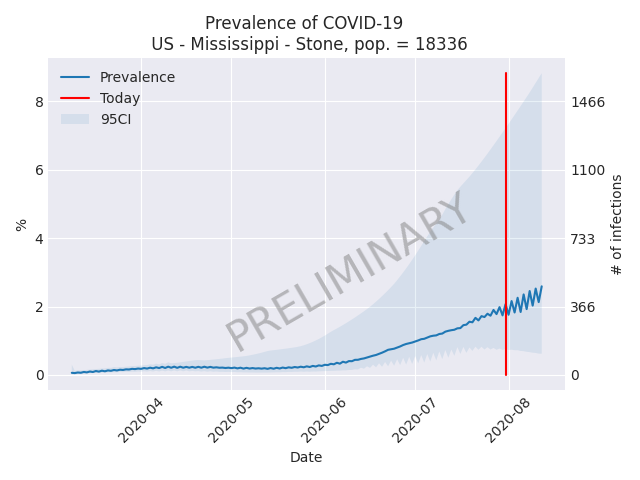 Prevalence of COVID-19
US - Mississippi - Stone, pop. = 18336
Prevalence
Today
95CI
PRELIMINARY
%
8
6
4
2
0
1466
1100
733
366
0
# of infections
2020-04
2020-05
2020-06
2020-07
2020-08
Date